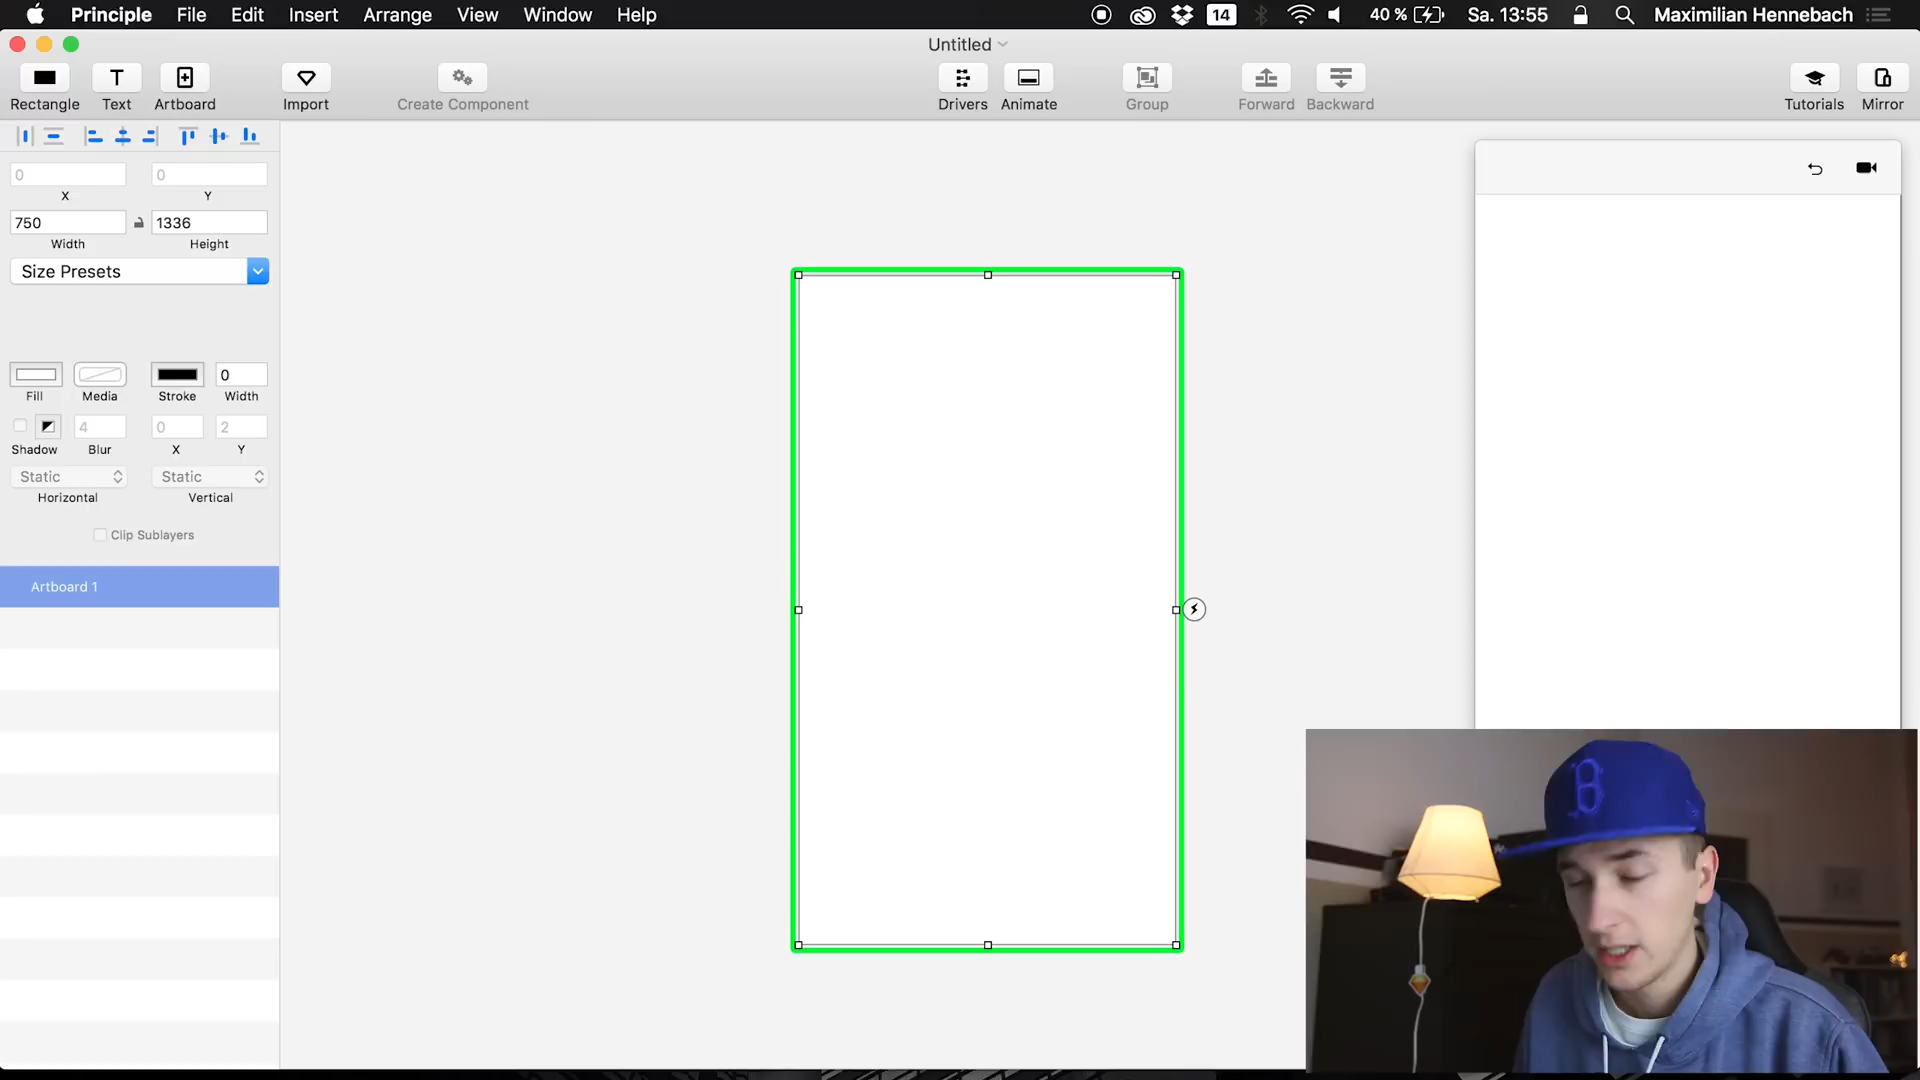 Principle File Edit Insert Arrange View Window Help 14 40 % Sa. 13:55 Maximilian Hennebach
Untitled
Rectangle Text Artboard Import Create Component Drivers Animate Group Forward Backward Tutorials Mirror
0 0
X Y
750 1336
Width Height
Size Presets
0
Fill Media Stroke Width
4 0 2
Shadow Blur X Y
Static Static
Horizontal Vertical
Clip Sublayers
Artboard 1
B